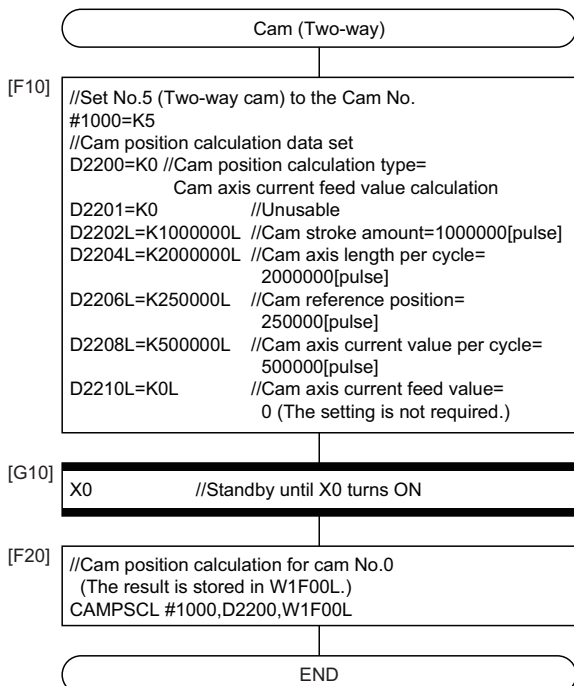 Cam (Two-way)
[F10]
//Set No.5 (Two-way cam) to the Cam No.
#1000=K5
//Cam position calculation data set
D2200=K0 //Cam position calculation type=
Cam axis current feed value calculation
D2201=K0 //Unusable
D2202L=K1000000L //Cam stroke amount=1000000[pulse]
D2204L=K2000000L //Cam axis length per cycle=
2000000[pulse]
D2206L=K250000L //Cam reference position=
250000[pulse]
D2208L=K500000L //Cam axis current value per cycle=
500000[pulse]
D2210L=K0L //Cam axis current feed value=
0 (The setting is not required.)
[G10]
X0 //Standby until X0 turns ON
[F20]
//Cam position calculation for cam No.0
(The result is stored in W1F00L.)
CAMPSCL #1000,D2200,W1F00L
END